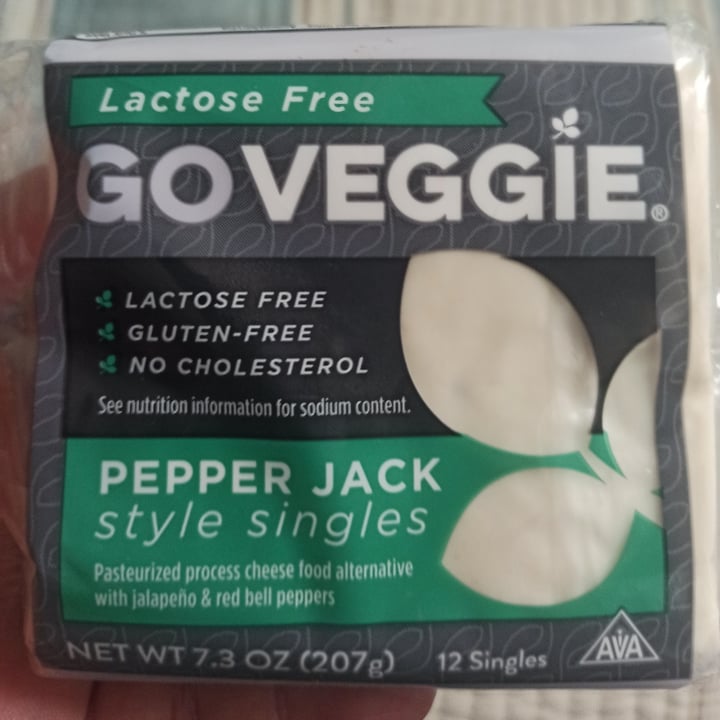 Lactose Free
GO VEGGIE®
LACTOSE FREE
GLUTEN-FREE
NO CHOLESTEROL
See nutrition information for sodium content.
PEPPER JACK
style singles
Pasteurized process cheese food alternative
with jalapeño & red bell peppers
NET WT 7.3 OZ (207g) 12 Singles
AVA